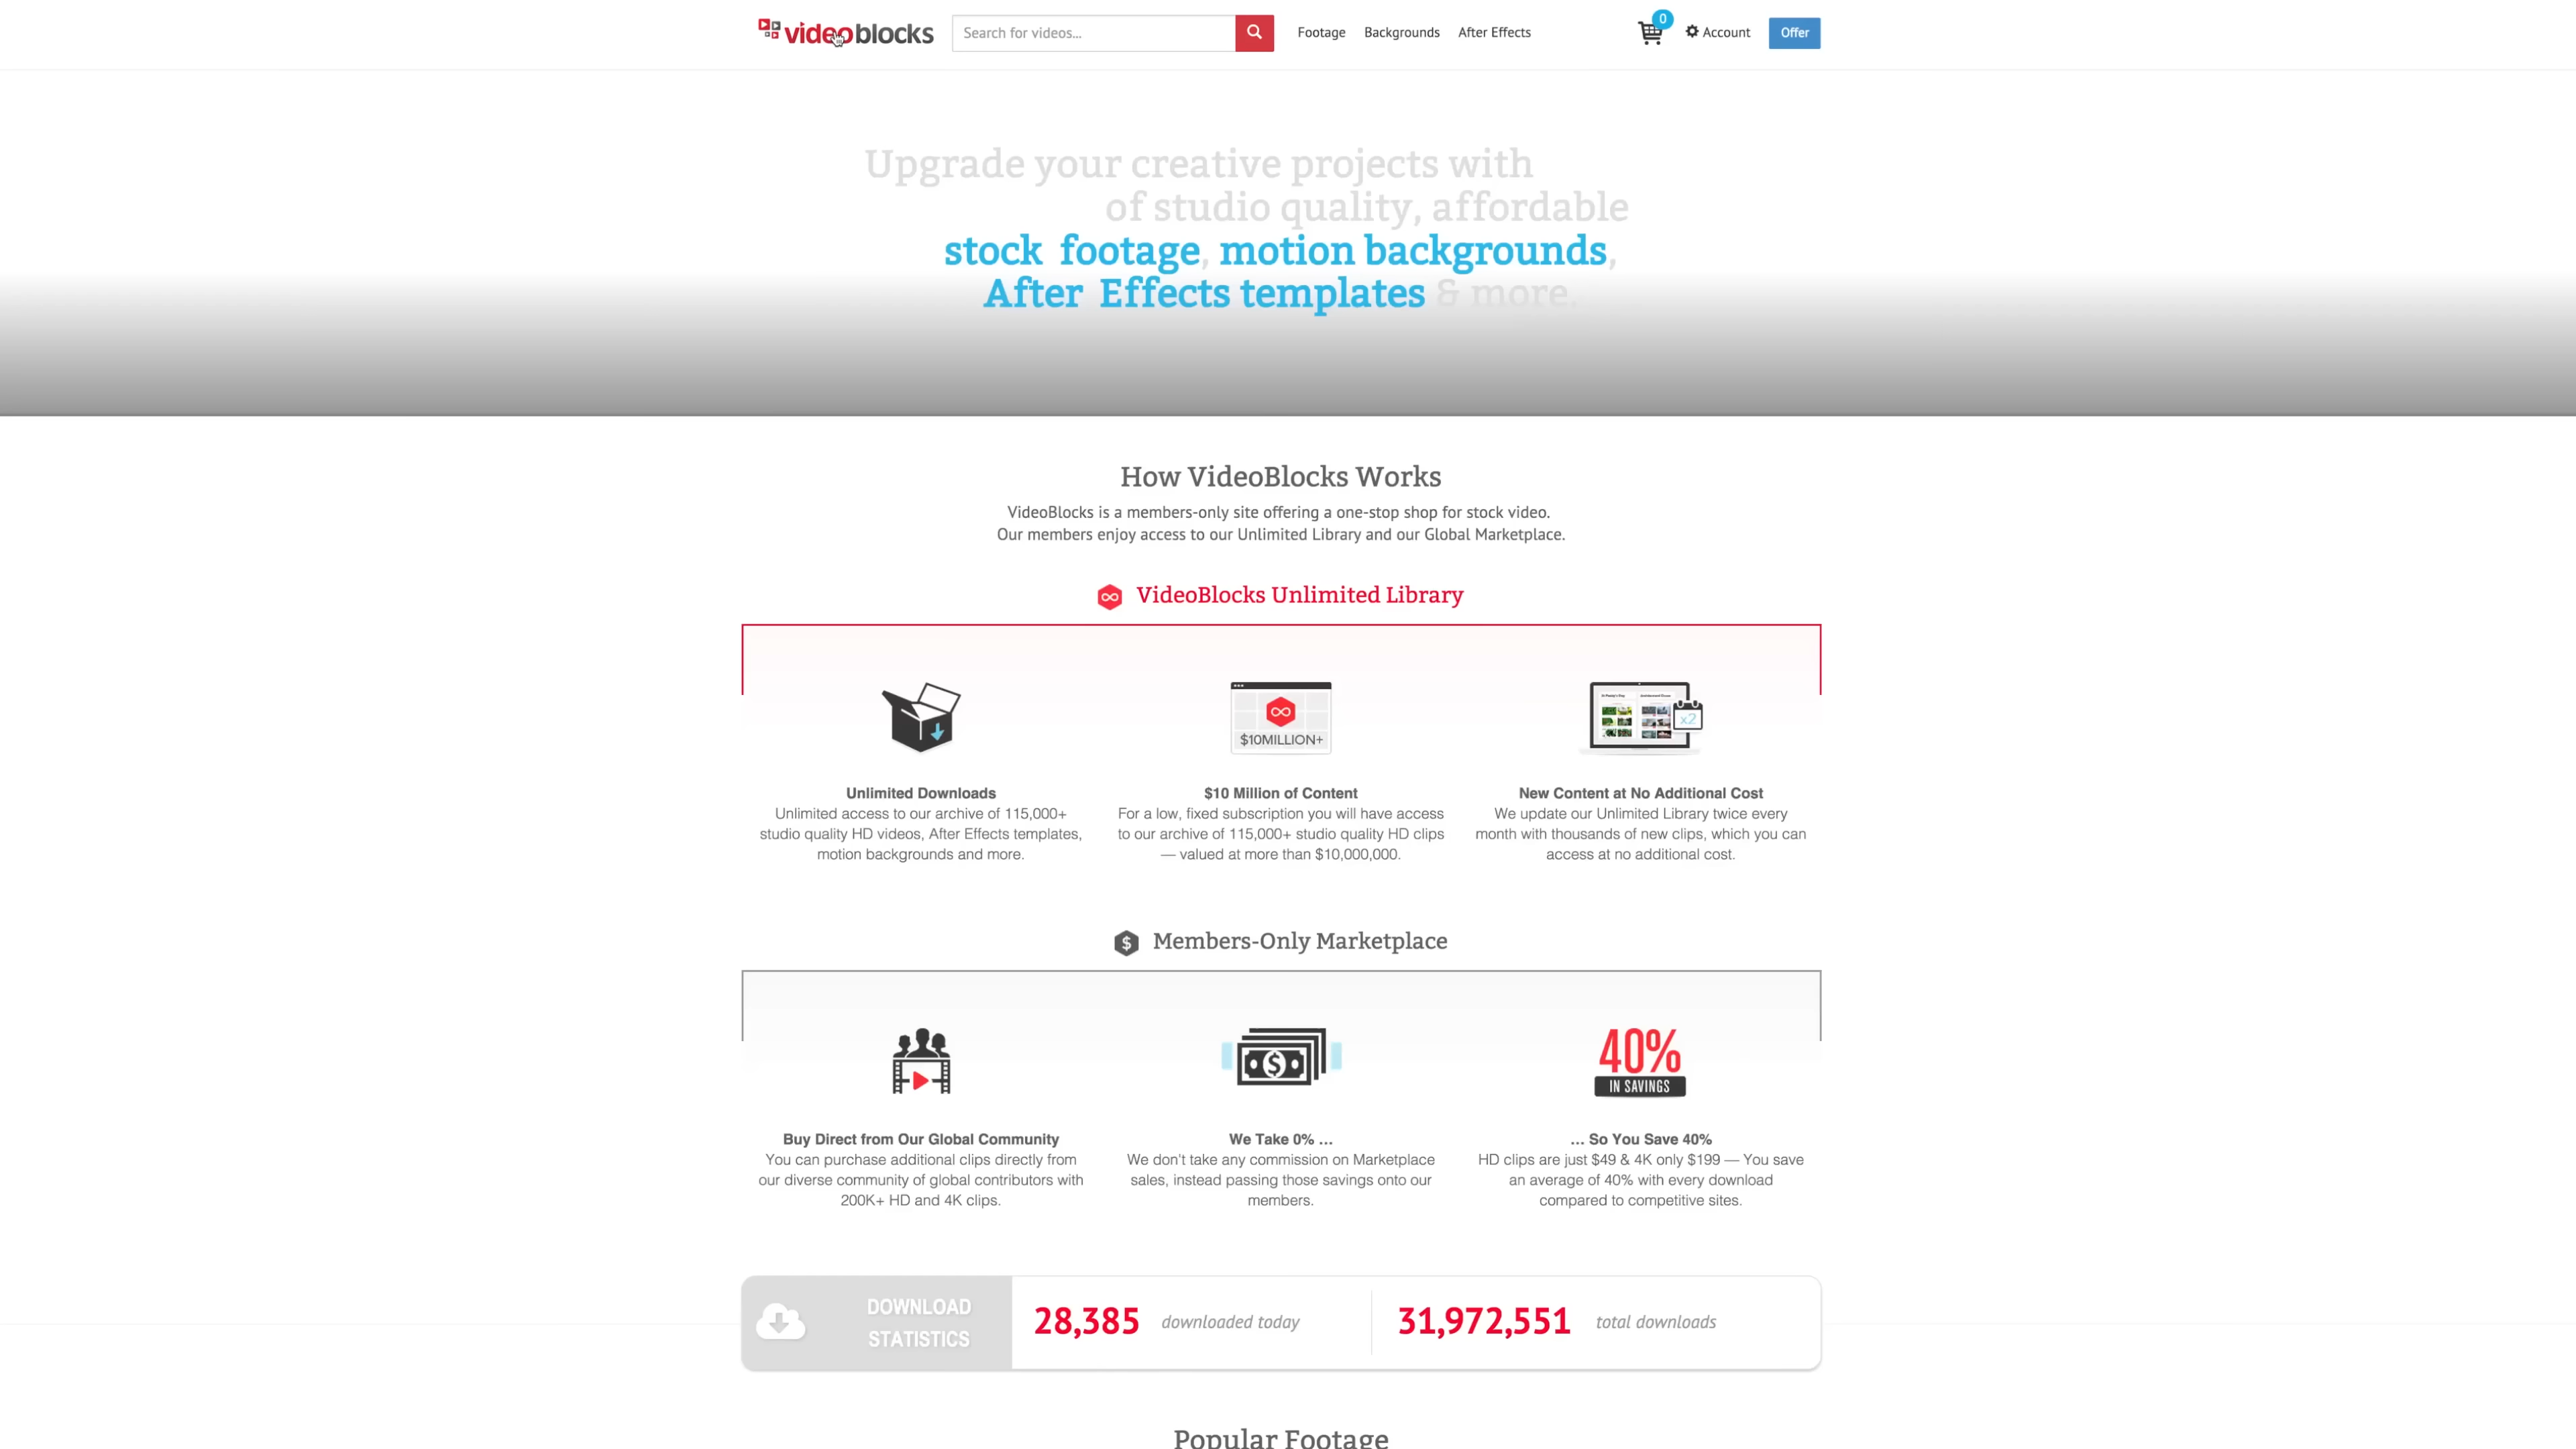 videoblocks
Search for videos...
Footage
Backgrounds
After Effects
0
Account
Offer
Upgrade your creative projects with
of studio quality, affordable
stock footage, motion backgrounds,
After Effects templates & more.
How VideoBlocks Works
VideoBlocks is a members-only site offering a one-stop shop for stock video.
Our members enjoy access to our Unlimited Library and our Global Marketplace.
VideoBlocks Unlimited Library
$10MILLION+
x2
Unlimited Downloads
Unlimited access to our archive of 115,000+
studio quality HD videos, After Effects templates,
motion backgrounds and more.
$10 Million of Content
For a low, fixed subscription you will have access
to our archive of 115,000+ studio quality HD clips
— valued at more than $10,000,000.
New Content at No Additional Cost
We update our Unlimited Library twice every
month with thousands of new clips, which you can
access at no additional cost.
$ Members-Only Marketplace
$
40%
IN SAVINGS
Buy Direct from Our Global Community
You can purchase additional clips directly from
our diverse community of global contributors with
200K+ HD and 4K clips.
We Take 0% ...
We don't take any commission on Marketplace
sales, instead passing those savings onto our
members.
... So You Save 40%
HD clips are just $49 & 4K only $199 — You save
an average of 40% with every download
compared to competitive sites.
DOWNLOAD
STATISTICS
28,385 downloaded today
31,972,551 total downloads
Popular Footage